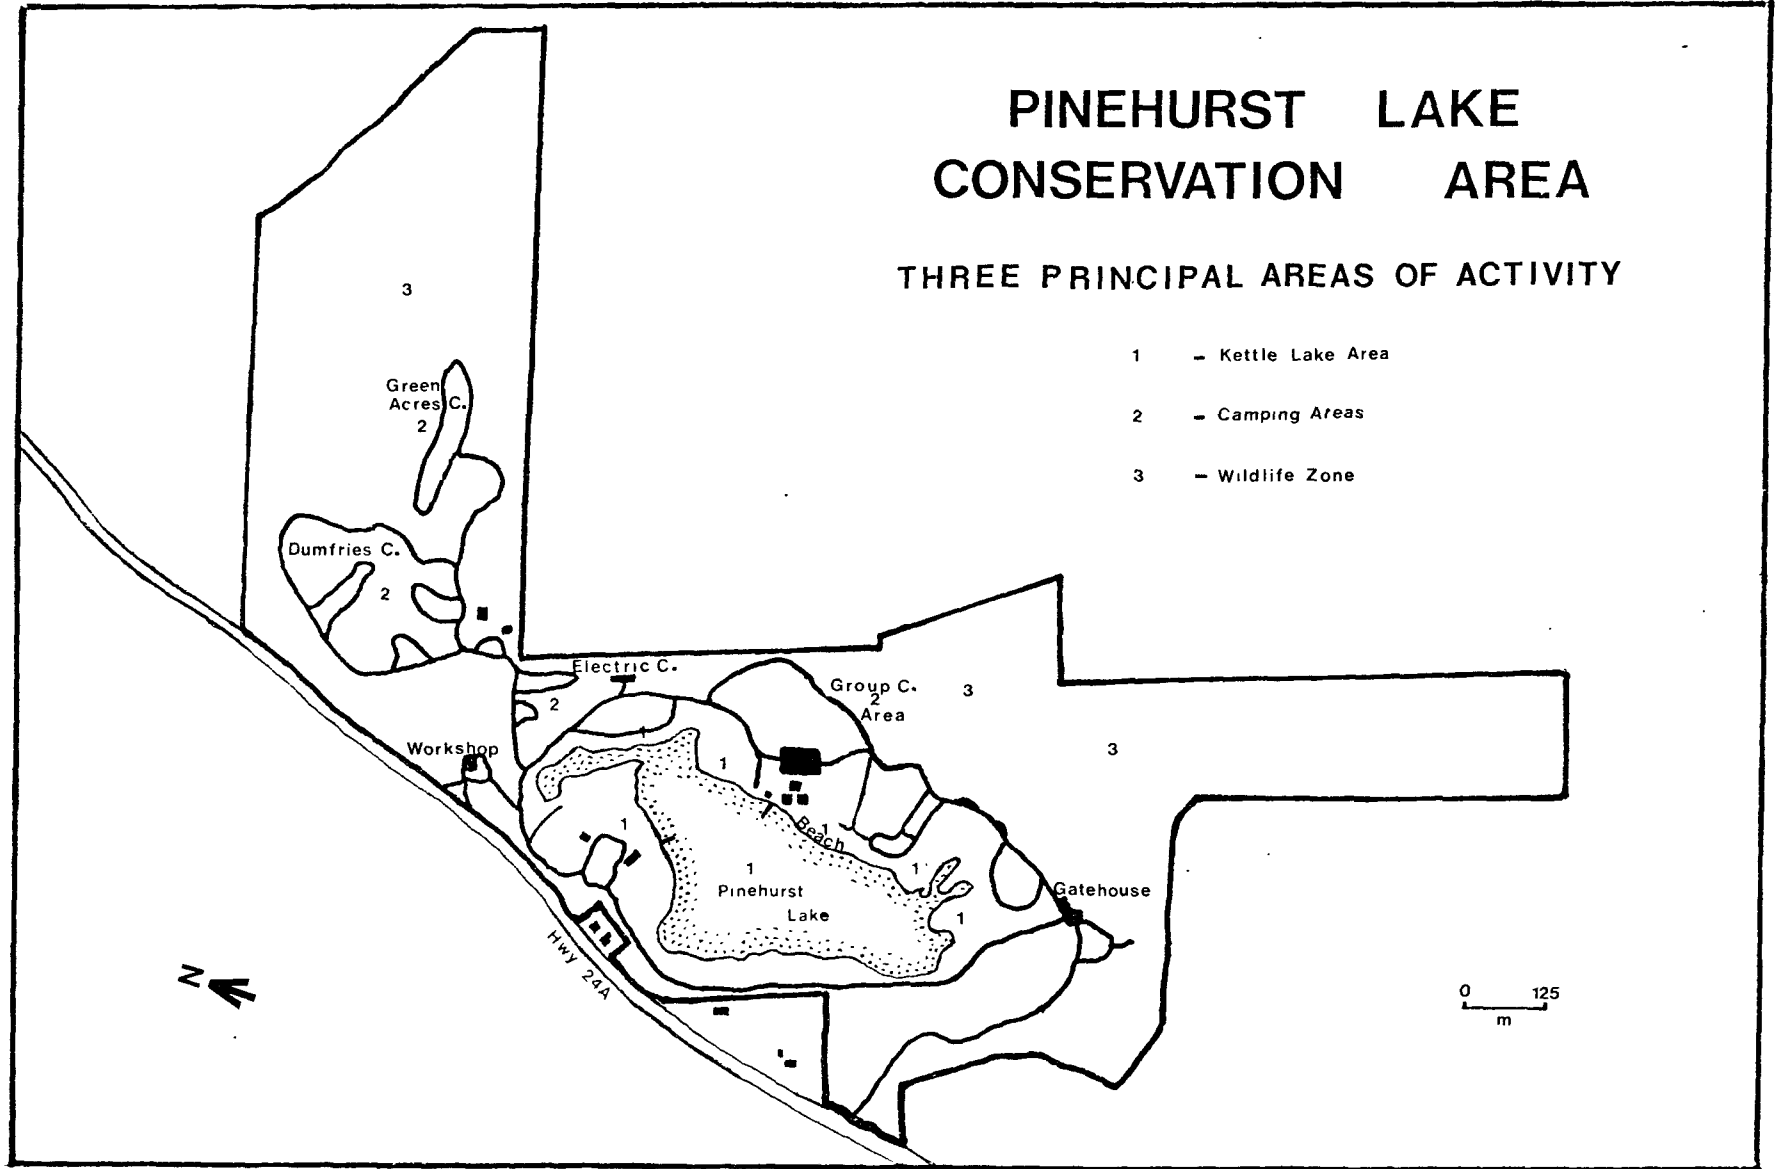 PINEHURST LAKE
CONSERVATION AREA
THREE PRINCIPAL AREAS OF ACTIVITY
1 - Kettle Lake Area
2 - Camping Areas
3 - Wildlife Zone
3
Green
Acres C.
2
Dumfries C.
2
Electric C.
2
Group C.
2
Area
3
3
Workshop
1
1
1
Beach
1
1
1
1
Pinehurst
Lake
Gatehouse
Hwy 24A
N
0 125
m